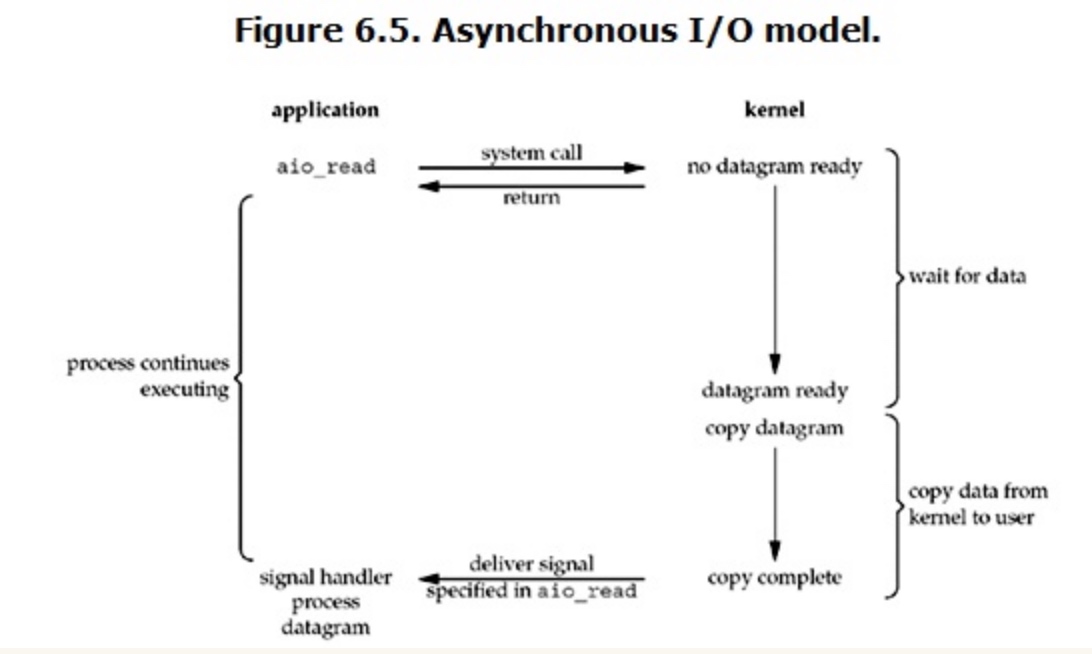 Figure 6.5. Asynchronous I/O model.
application
kernel
aio_read
system call
no datagram ready
return
wait for data
process continues
executing
datagram ready
copy datagram
copy data from
kernel to user
deliver signal
signal handler
specified in aio_read
copy complete
process
datagram